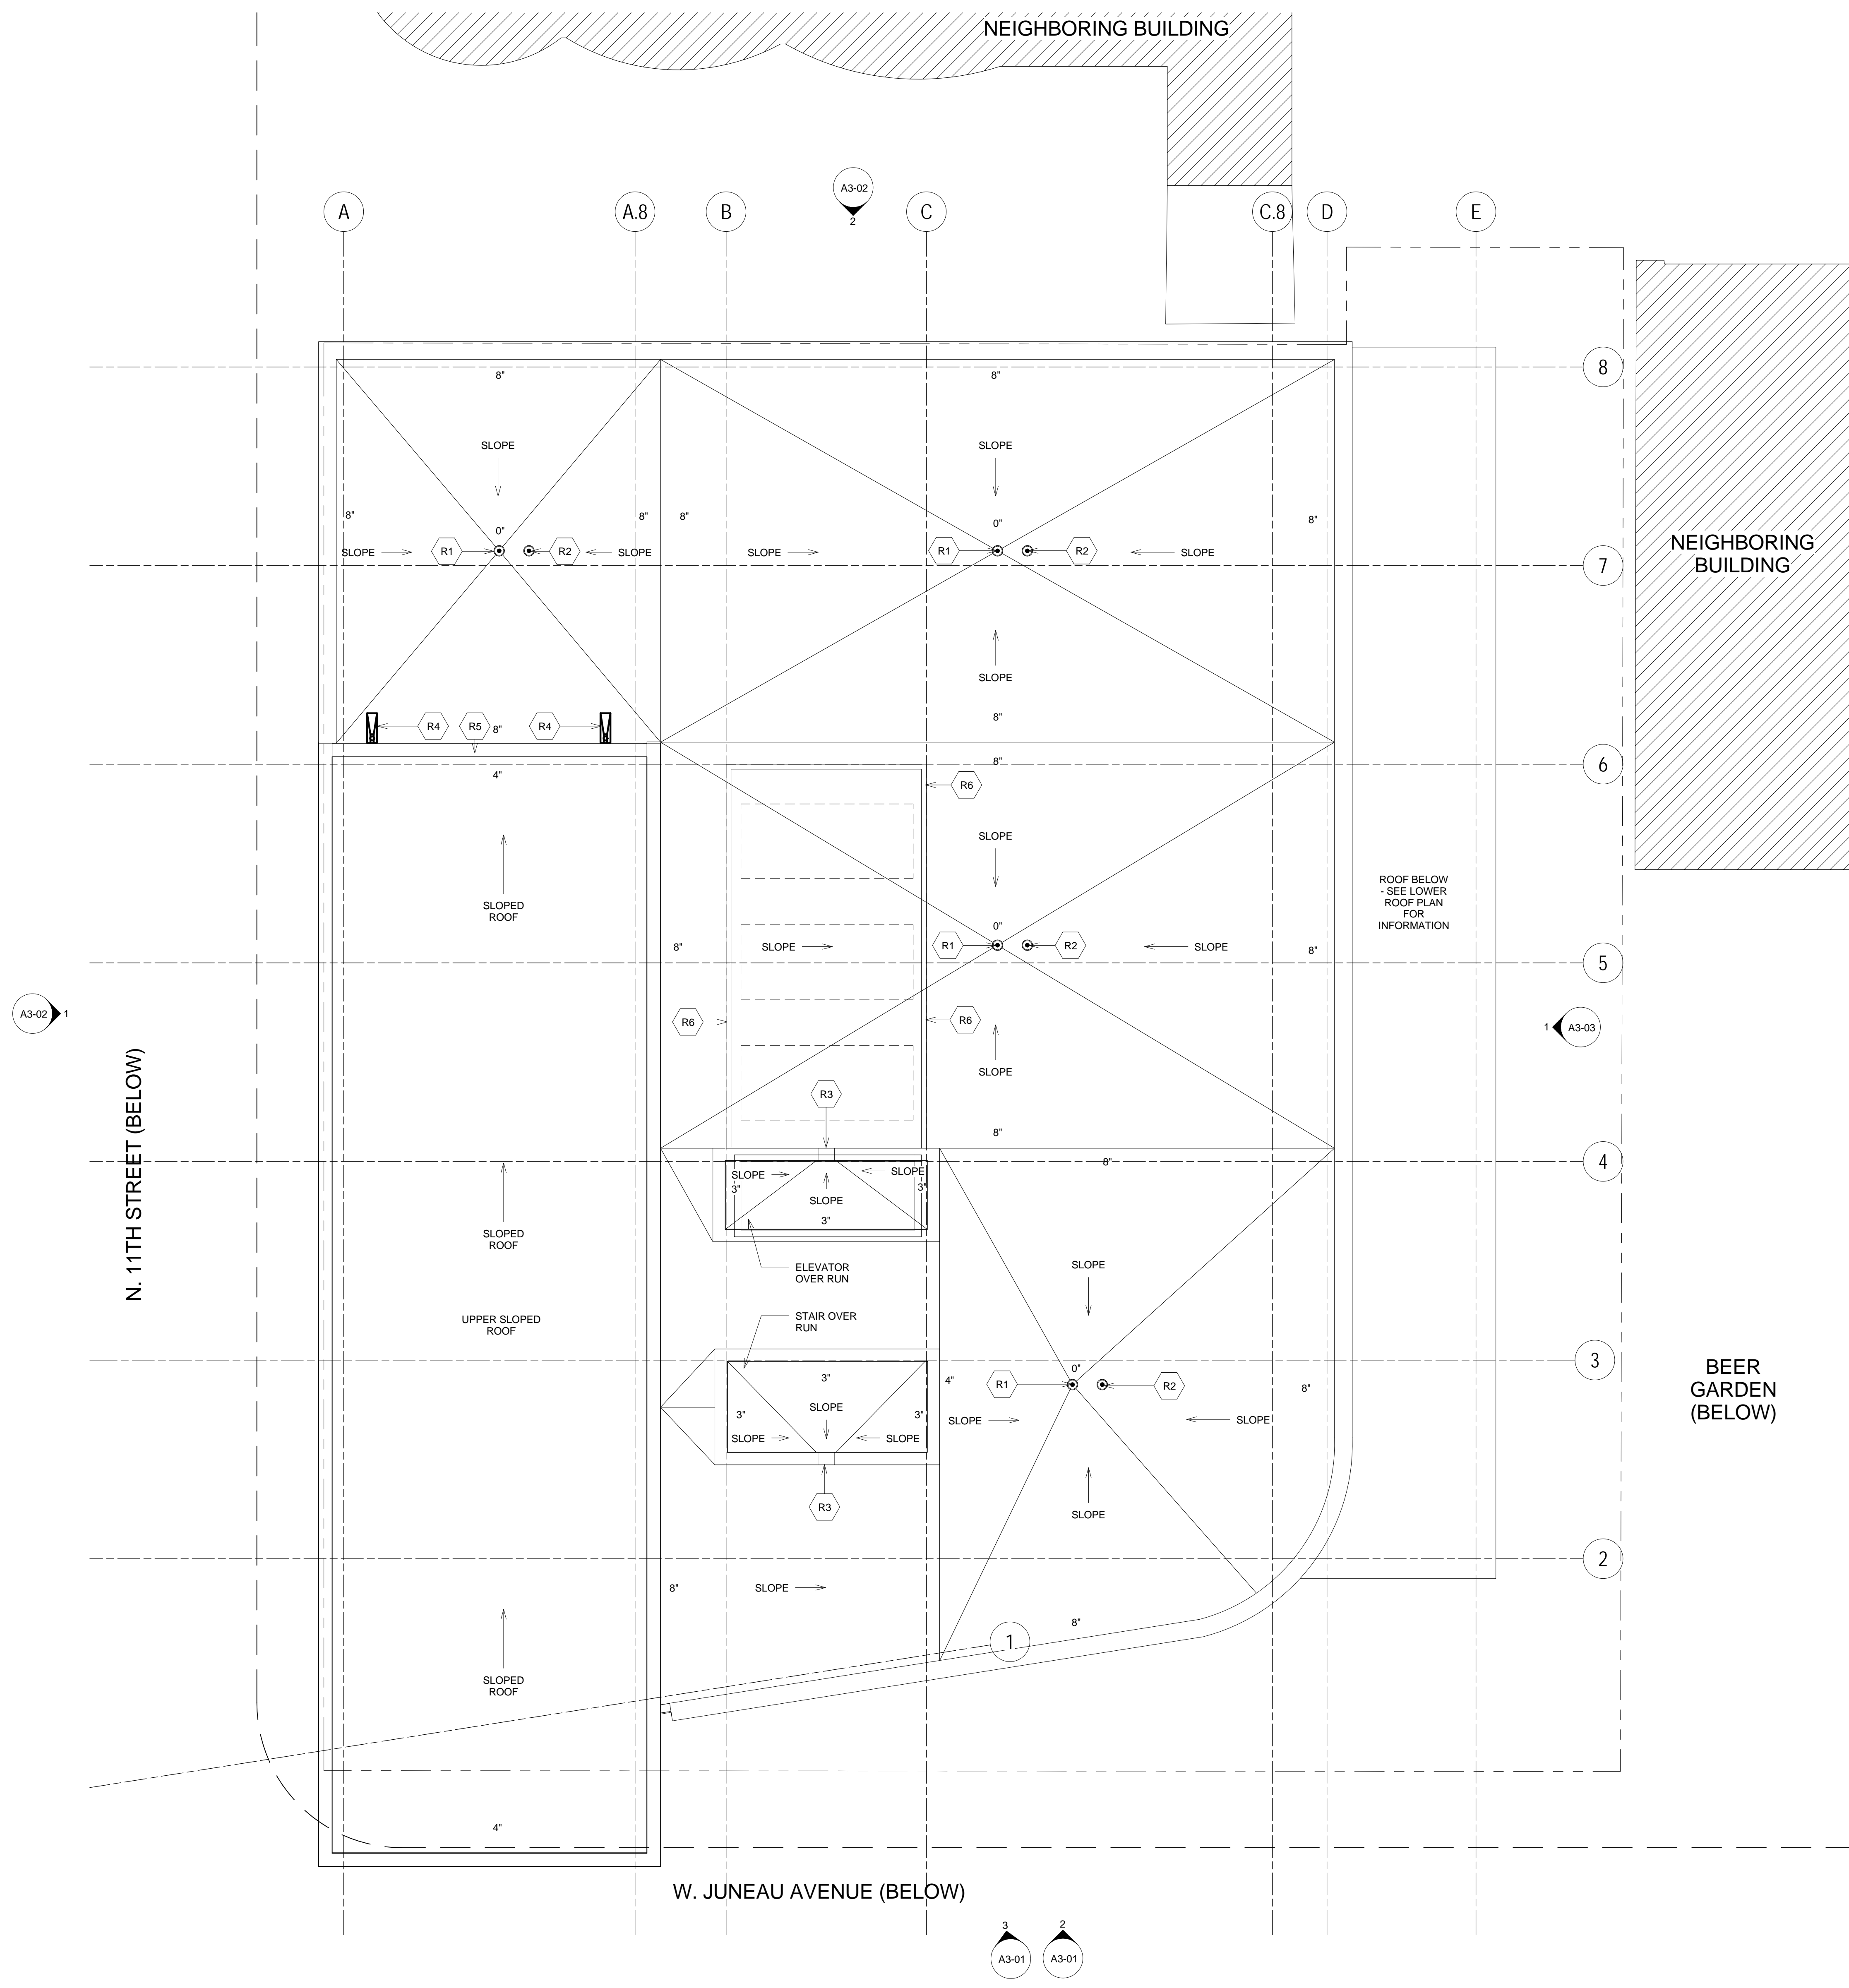 NEIGHBORING BUILDING
A3-02
2
A
A.8
B
C
C.8
D
E
8
8"
8"
SLOPE
SLOPE
8"
8"
8"
8"
0"
0"
SLOPE
R1
R2
SLOPE
SLOPE
R1
R2
SLOPE
NEIGHBORING
BUILDING
7
SLOPE
R4
R5
8"
R4
8"
6
4"
8"
R6
SLOPE
SLOPED
ROOF
ROOF BELOW
- SEE LOWER
ROOF PLAN
FOR
INFORMATION
0"
8"
SLOPE
R1
R2
SLOPE
8"
5
A3-02
1
R6
R6
1
A3-03
SLOPE
N. 11TH STREET (BELOW)
R3
8"
8"
4
SLOPE
SLOPE
3"
3"
SLOPE
3"
SLOPED
ROOF
ELEVATOR
OVER RUN
SLOPE
STAIR OVER
RUN
UPPER SLOPED
ROOF
3
0"
3"
4"
R1
R2
8"
SLOPE
3"
3"
SLOPE
SLOPE
SLOPE
SLOPE
BEER
GARDEN
(BELOW)
R3
SLOPE
2
8"
SLOPE
8"
1
SLOPED
ROOF
4"
W. JUNEAU AVENUE (BELOW)
3
A3-01
2
A3-01